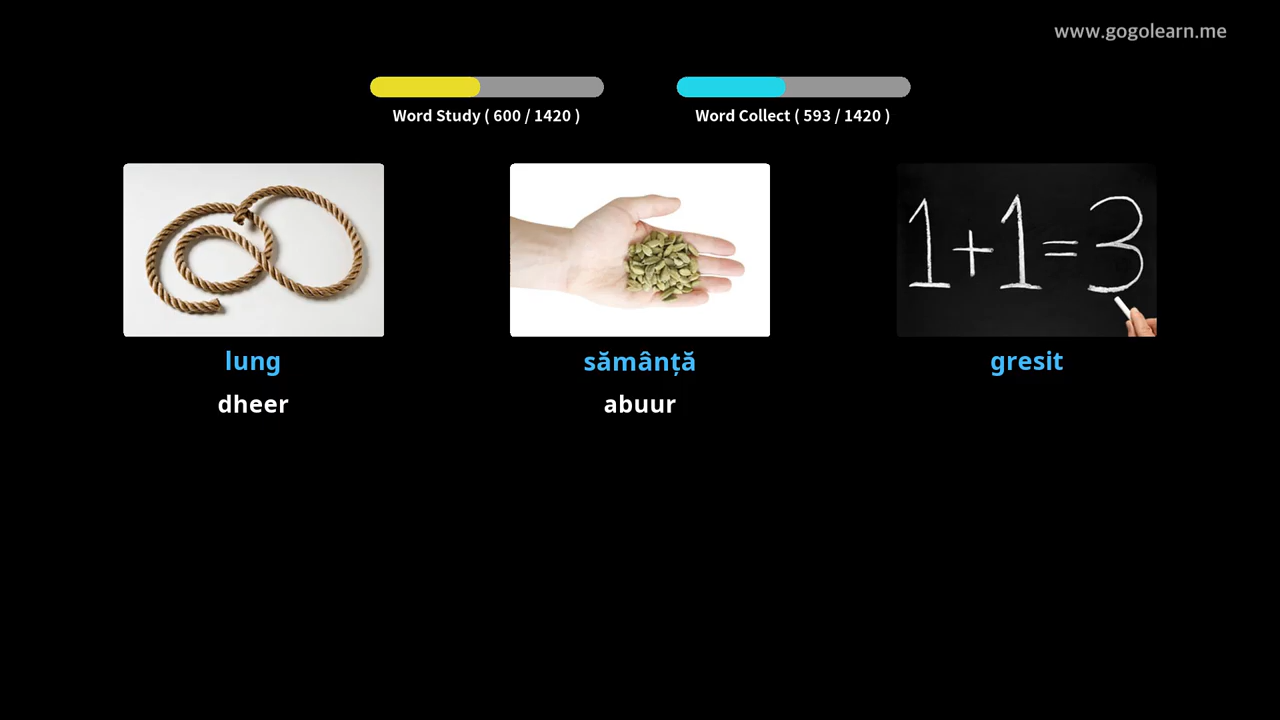 www.gogolearn.me
Word Study ( 600 / 1420 )
Word Collect ( 593 / 1420 )
1+1=3
lung
sămânță
gresit
dheer
abuur